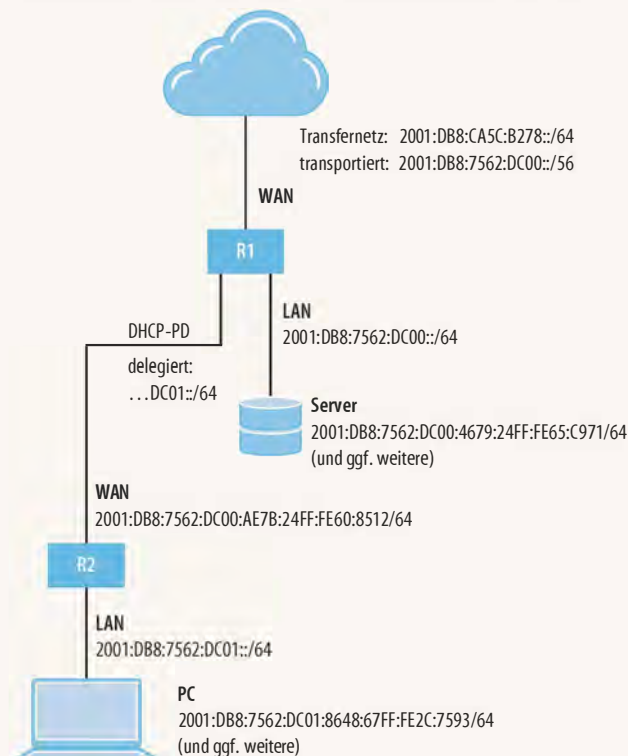 Transfernetz: 2001:DB8:CA5C:B278::/64
transportiert: 2001:DB8:7562:DC00::/56
WAN
R1
LAN
2001:DB8:7562:DC00::/64
DHCP-PD
delegiert:
...DC01::/64
Server
2001:DB8:7562:DC00:4679:24FF:FE65:C971/64
(und ggf. weitere)
WAN
2001:DB8:7562:DC00:AE7B:24FF:FE60:8512/64
R2
LAN
2001:DB8:7562:DC01::/64
PC
2001:DB8:7562:DC01:8648:67FF:FE2C:7593/64
(und ggf. weitere)